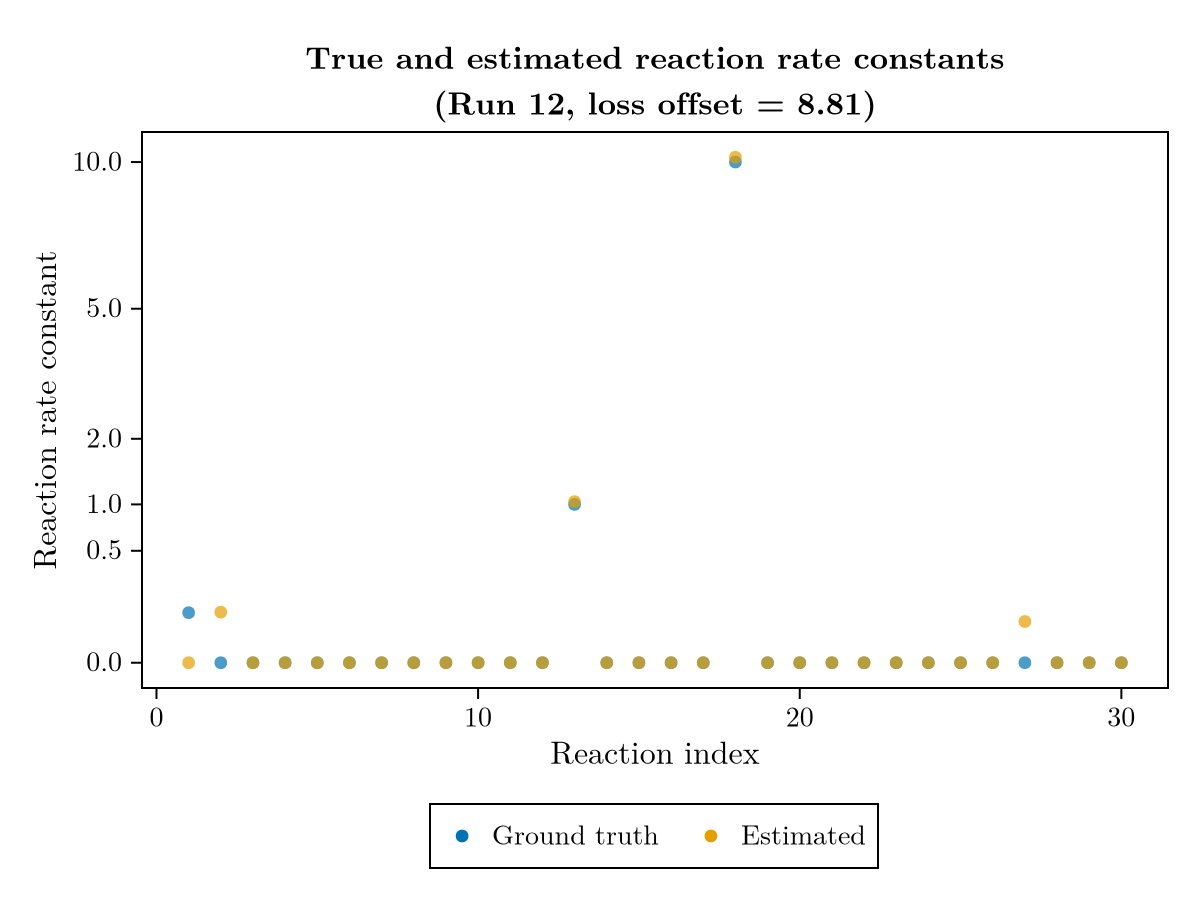 True and estimated reaction rate constants
(Run 12, loss offset = 8.81)
10.0
5.0
2.0
1.0
0.5
0.0
Reaction rate constant
0 10 20 30
Reaction index
Ground truth Estimated